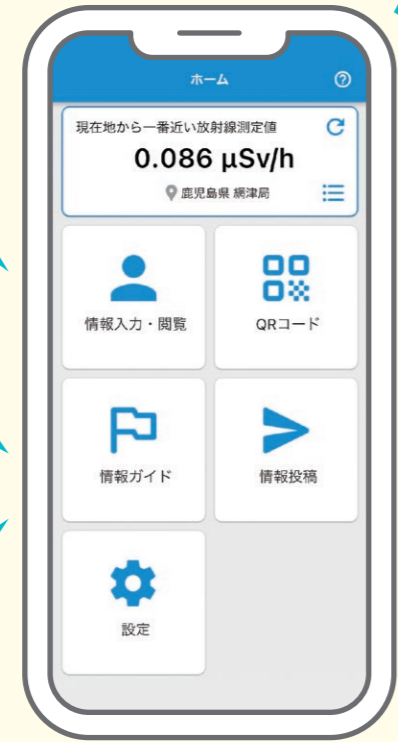 ホーム
現在地から一番近い放射線測定値
0.086 μSv/h
鹿児島県 網津局
情報入力・閲覧
QRコード
情報ガイド
情報投稿
設定